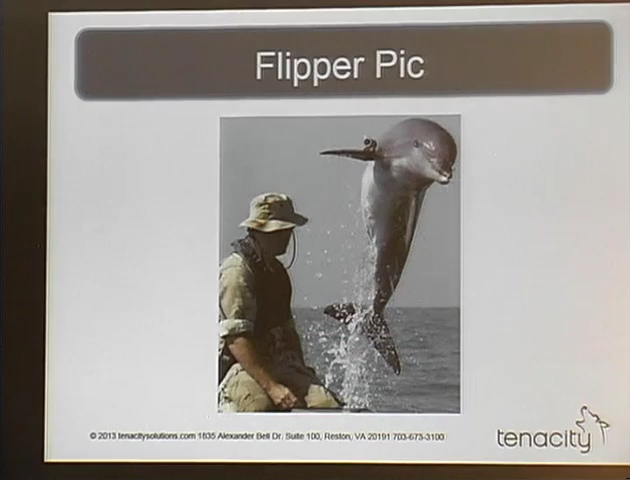 Flipper Pic
© 2013 tenacitysolutions.com 1835 Alexander Bell Dr. Suite 100, Reston, VA 20191 703-673-3100
tenacity